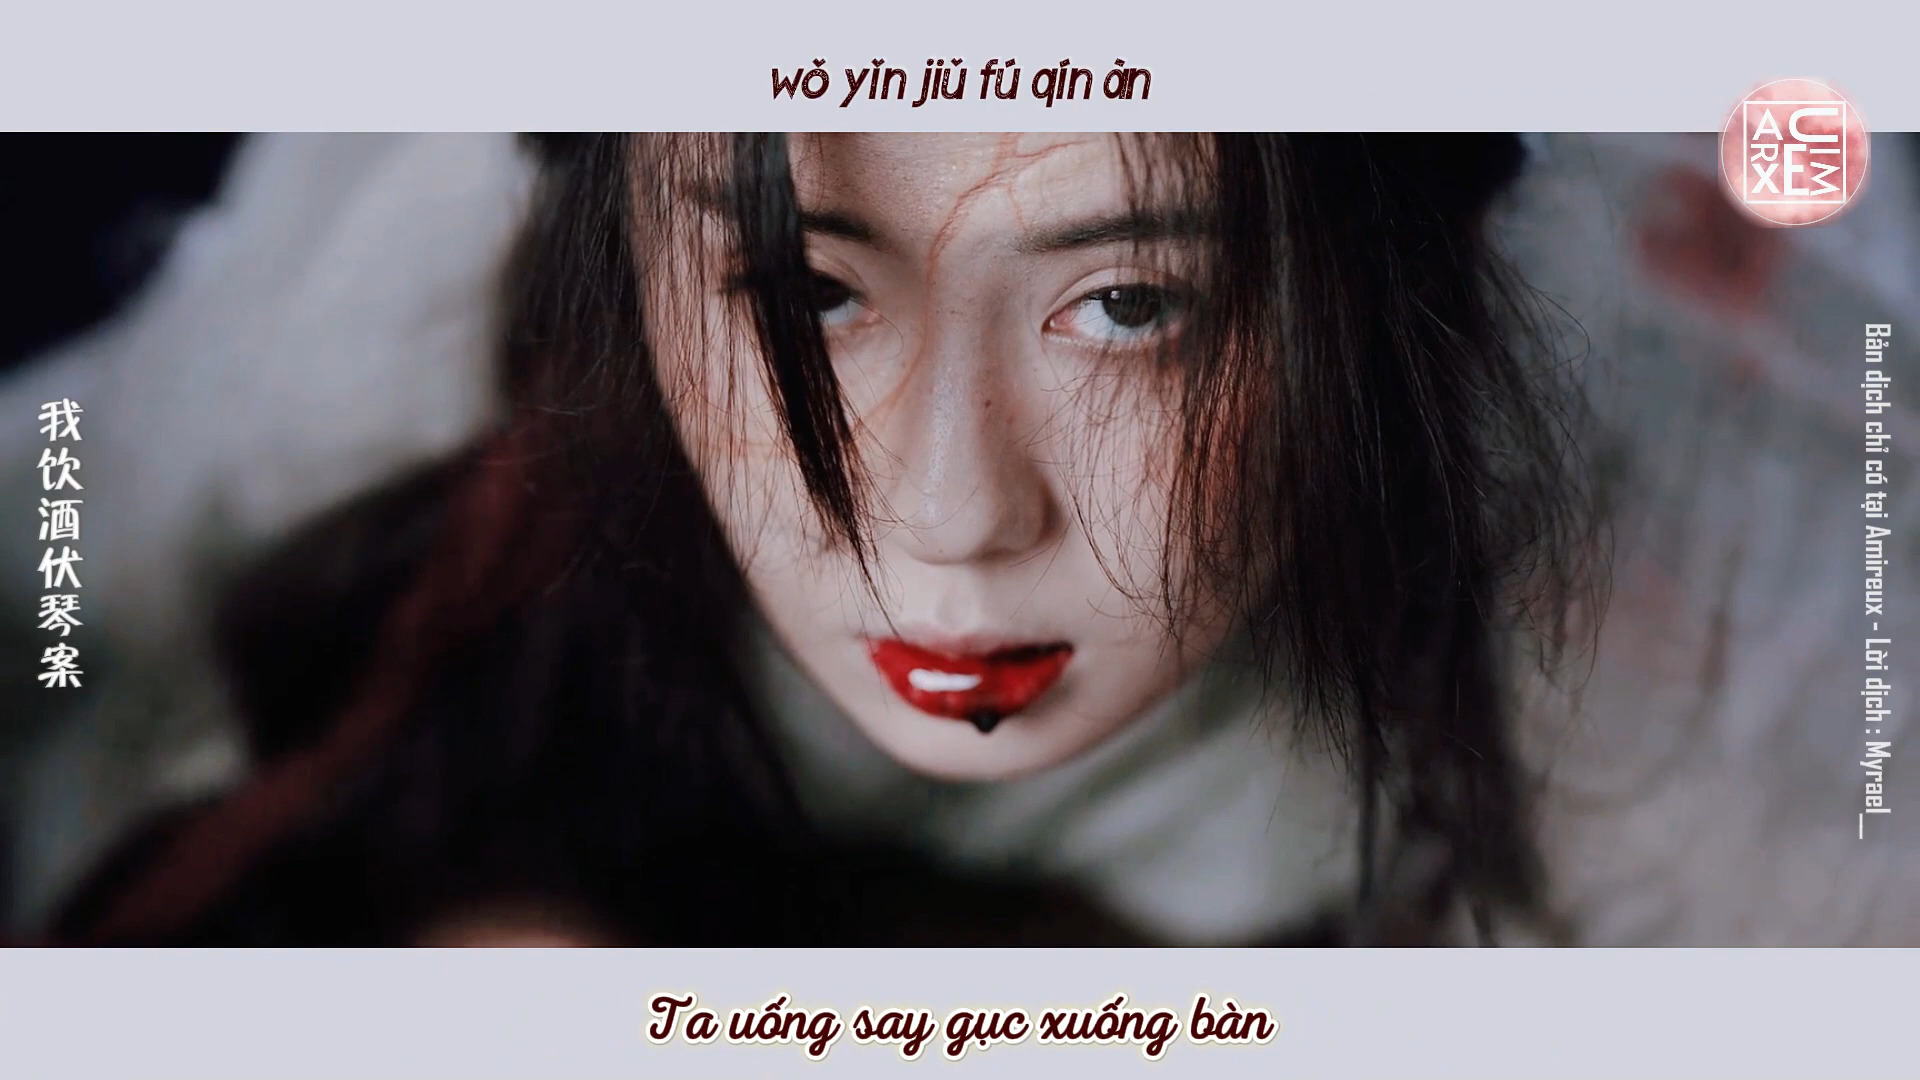 wǒ yǐn jiǔ fú qín àn
我饮酒伏琴案
Bản dịch chỉ có tại Amireux - Lời dịch : Myrael_
Ta uống say gục xuống bàn